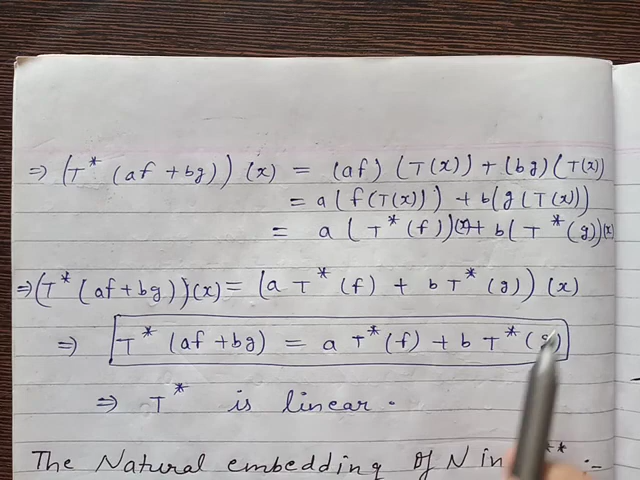 ⇒ (T* (af + bg)) (x) = (af) (T(x)) + (bg) (T(x))
= a(f(T(x))) + b(g(T(x)))
= a(T*(f))(x) + b(T*(g))(x)
⇒ (T*(af+bg))(x) = (a T*(f) + b T*(g)) (x)
⇒ T* (af + bg) = a T*(f) + b T*(g)
⇒ T* is linear.
The Natural embedding of N in ** :-